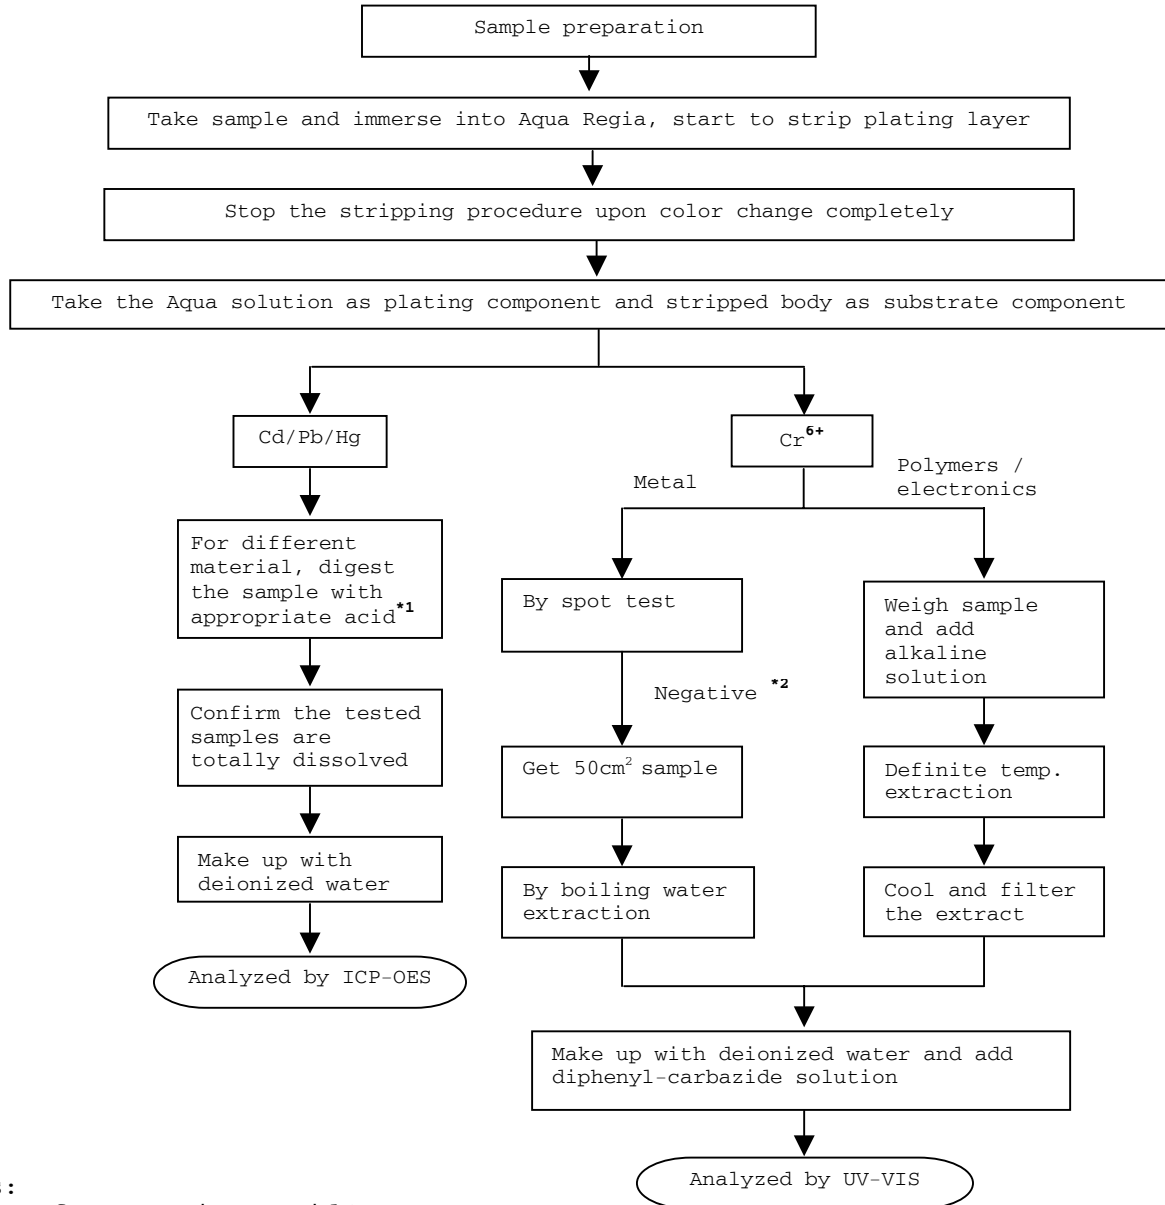 Sample preparation
Take sample and immerse into Aqua Regia, start to strip plating layer
Stop the stripping procedure upon color change completely
Take the Aqua solution as plating component and stripped body as substrate component
Cd/Pb/Hg
For different
material, digest
the sample with
appropriate acid*1
Confirm the tested
samples are
totally dissolved
Make up with
deionized water
Analyzed by ICP-OES
Cr6+
Metal
Polymers /
electronics
By spot test
Negative *2
Get 50cm2 sample
By boiling water
extraction
Weigh sample
and add
alkaline
solution
Definite temp.
extraction
Cool and filter
the extract
Make up with deionized water and add
diphenyl-carbazide solution
Analyzed by UV-VIS